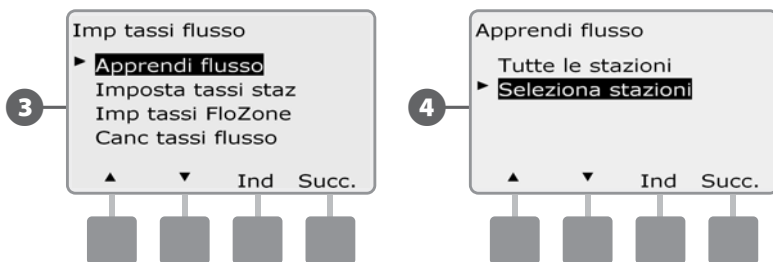 3
Imp tassi flusso
► Apprendi flusso
Imposta tassi staz
Imp tassi FloZone
Canc tassi flusso
▲ ▼ Ind Succ.
4
Apprendi flusso
Tutte le stazioni
► Seleziona stazioni
▲ ▼ Ind Succ.